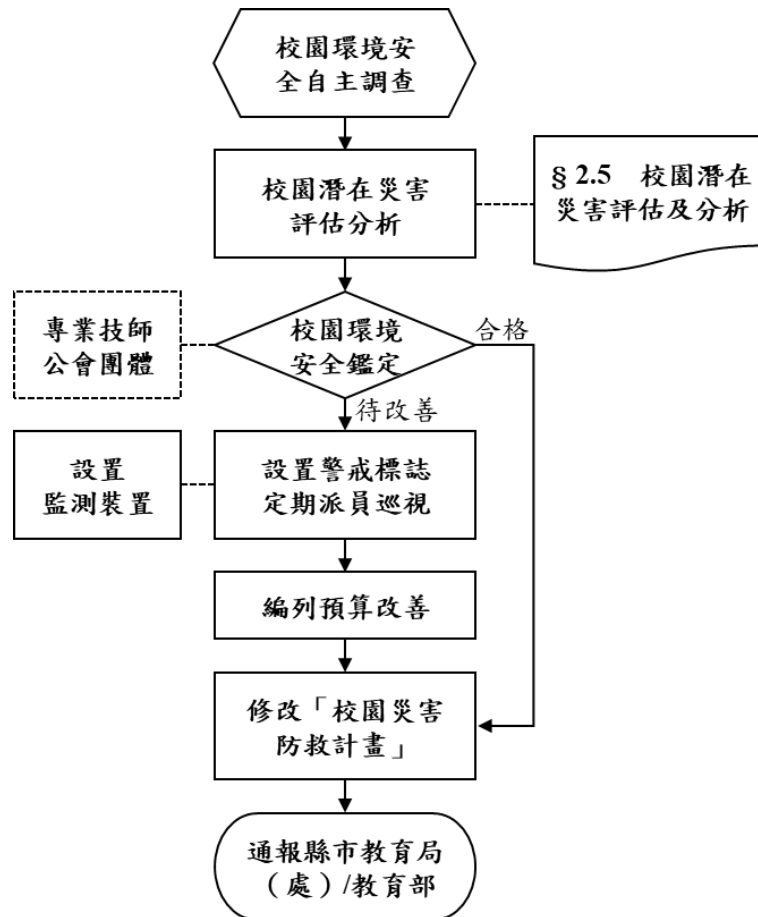 校園環境安
全自主調查
校園潛在災害
評估分析
§ 2.5 校園潛在
災害評估及分析
專業技師
公會團體
校園環境
安全鑑定
合格
待改善
設置
監測裝置
設置警戒標誌
定期派員巡視
編列預算改善
修改「校園災害
防救計畫」
通報縣市教育局
（處）/教育部